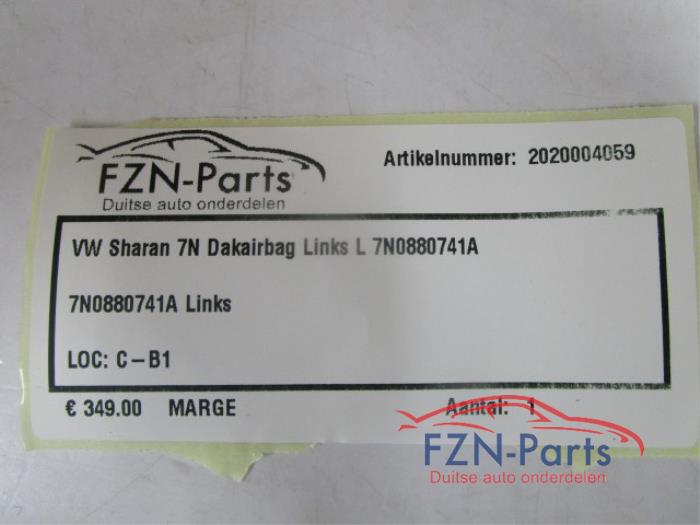 FZN-Parts
Duitse auto onderdelen
Artikelnummer: 2020004059
VW Sharan 7N Dakairbag Links L 7N0880741A
7N0880741A Links
LOC: C-B1
€ 349.00 MARGE Aantal: 1
FZN-Parts
Duitse auto onderdelen